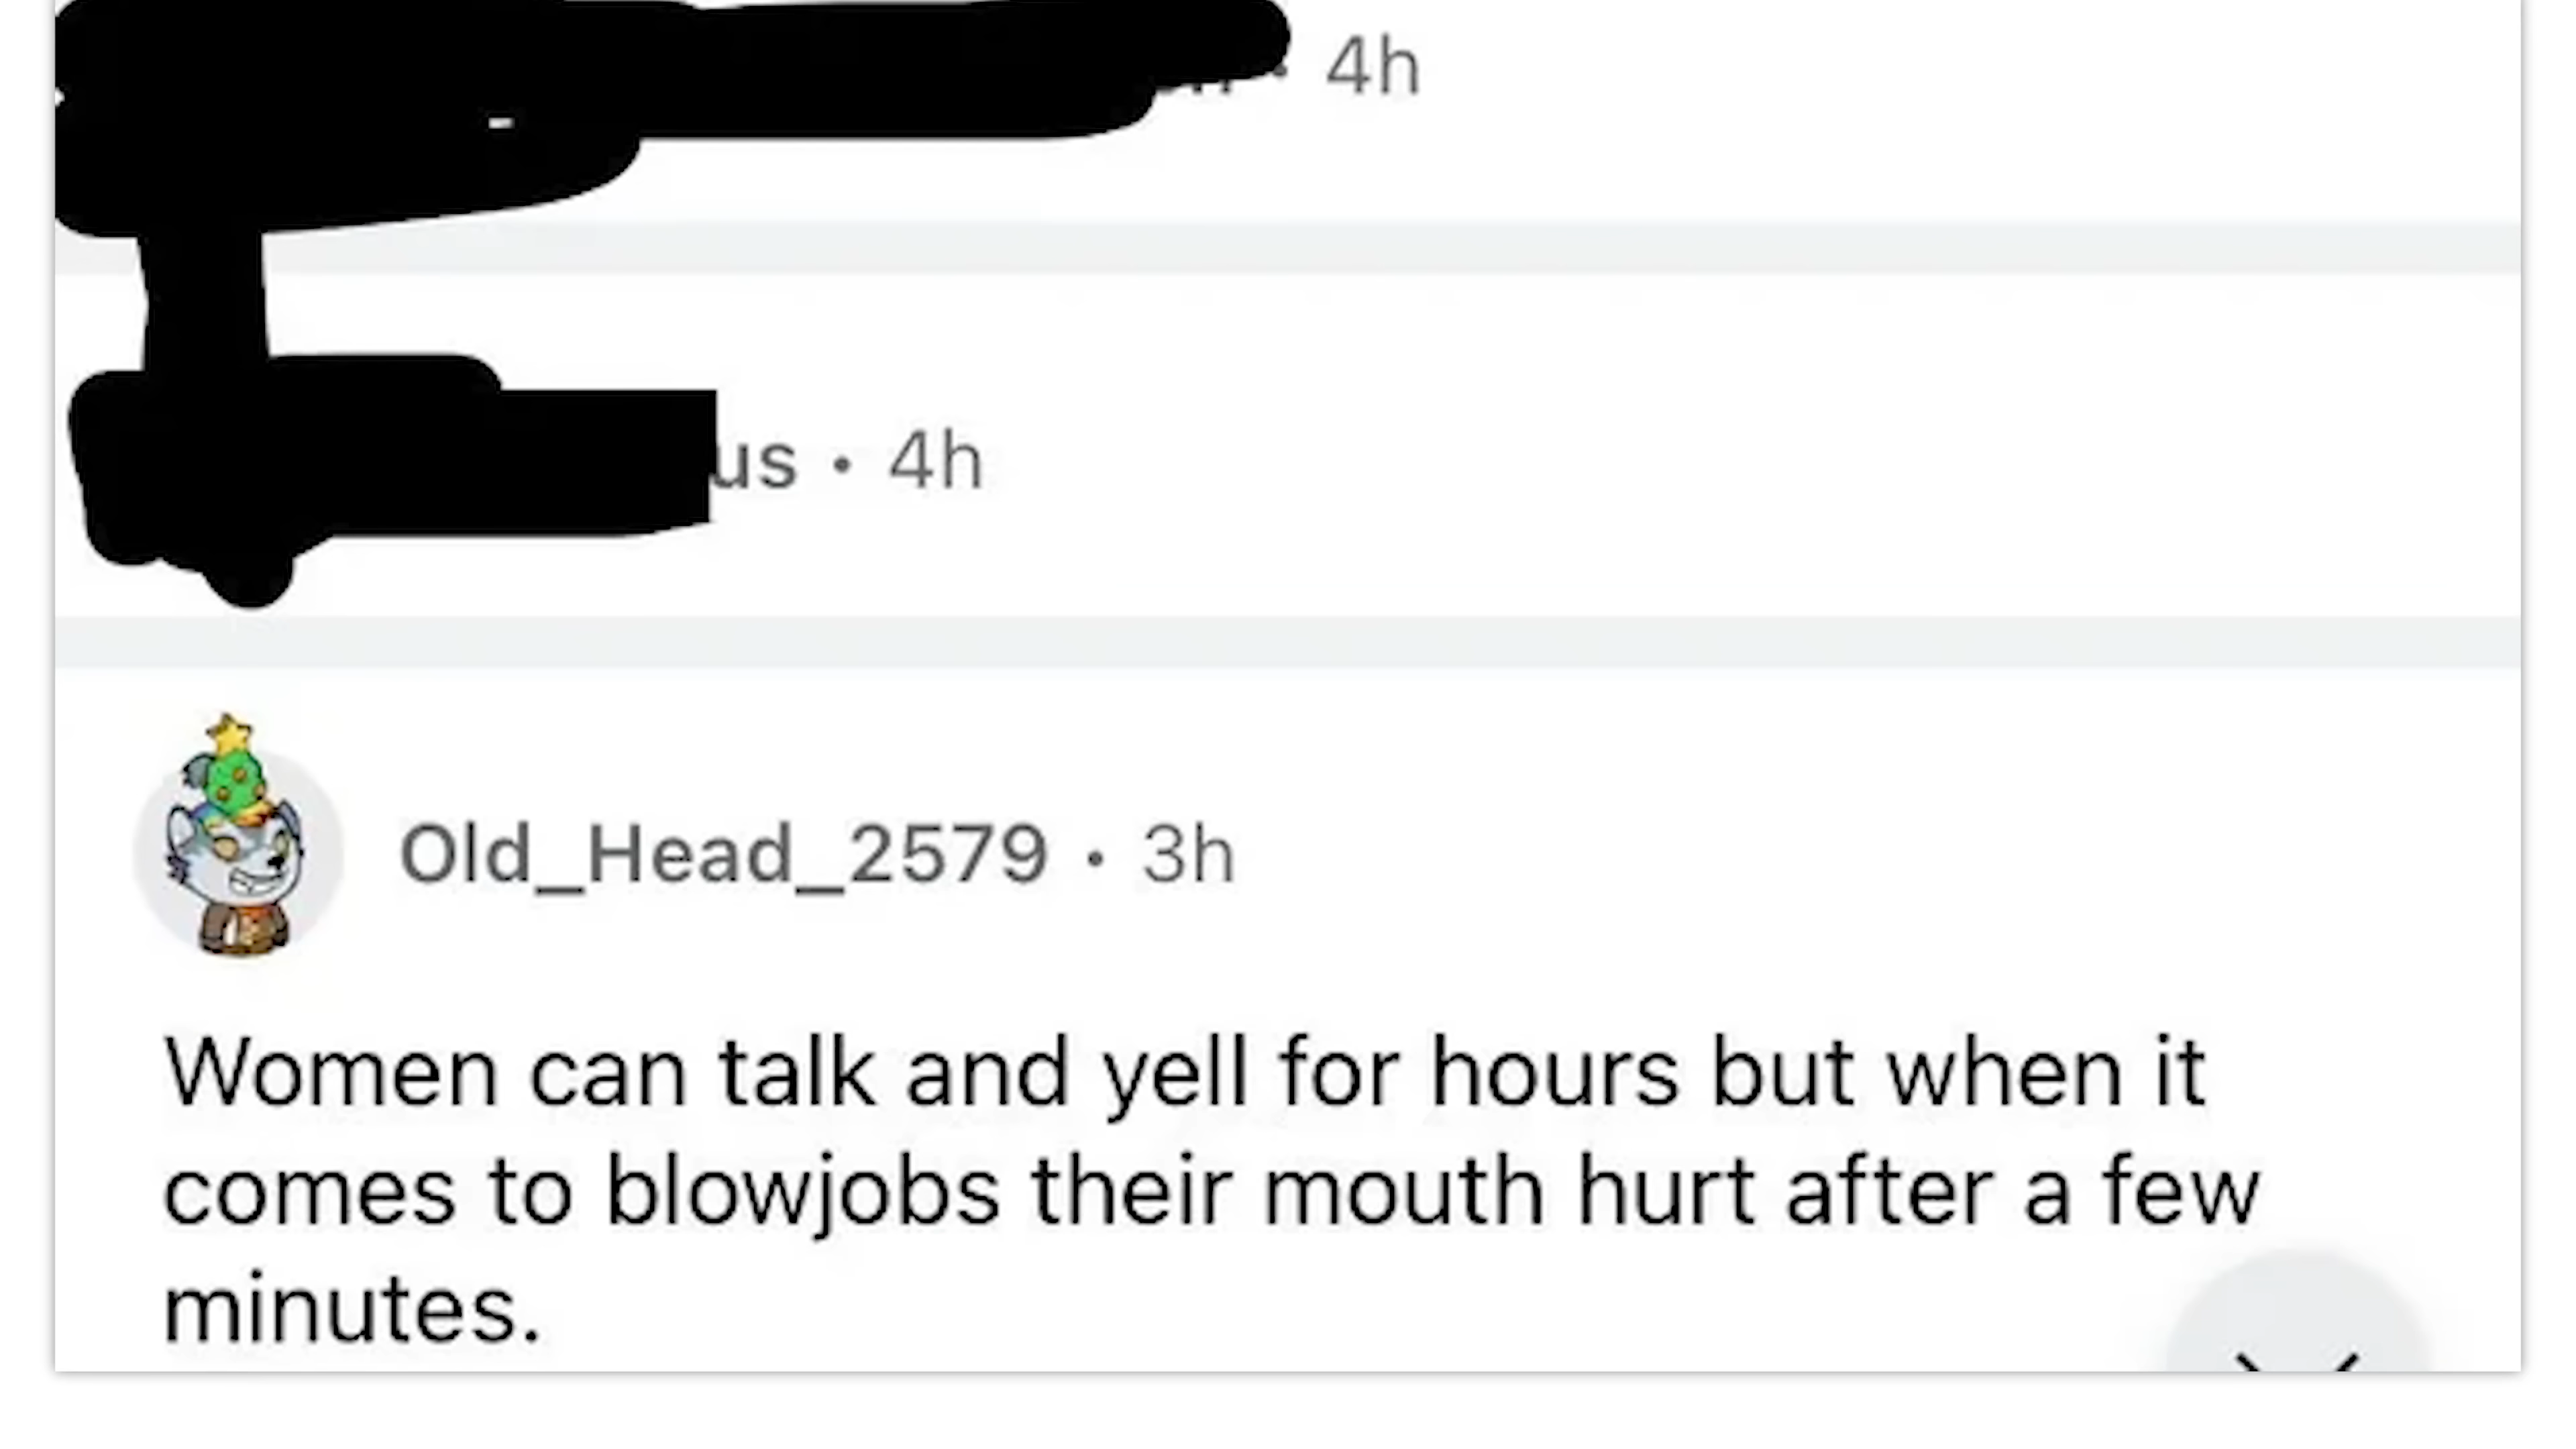 • 4h
us • 4h
Old_Head_2579 • 3h
Women can talk and yell for hours but when it
comes to blowjobs their mouth hurt after a few
minutes.